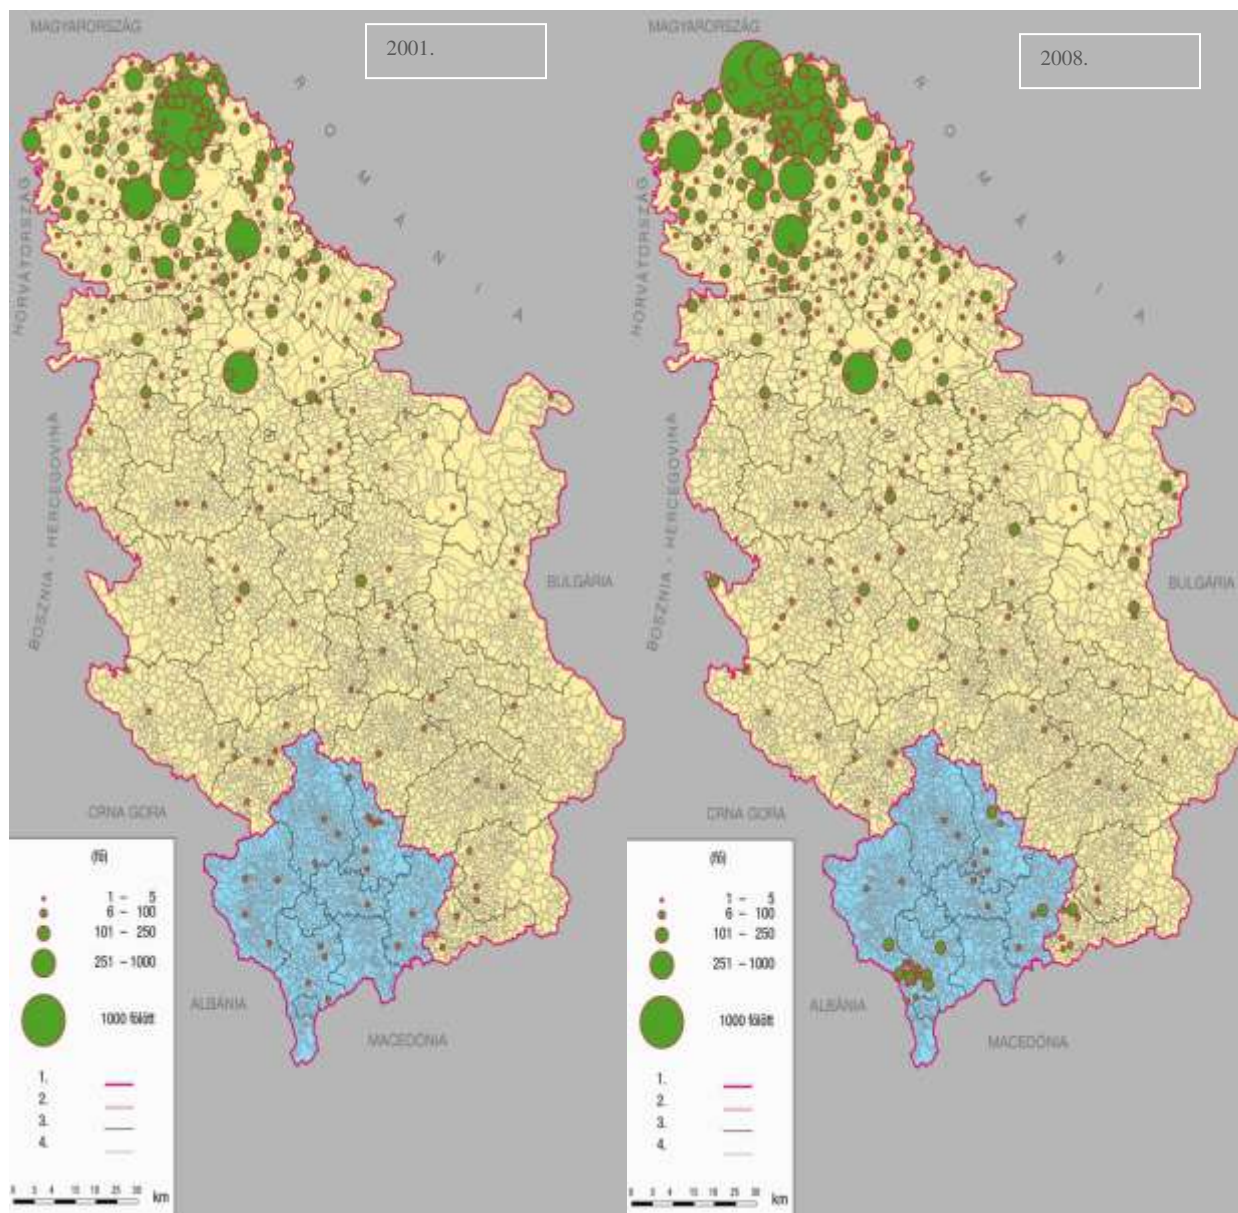 MAGYARORSZÁG
2001.
ROMÁNIA
HORVÁTORSZÁG
BOSZNIA - HERCEGOVINA
BULGÁRIA
CRNA GORA
ALBÁNIA
MACEDÓNIA
(fő)
1 – 5
6 – 100
101 – 250
251 – 1000
1000 fölött
1.
2.
3.
4.
km
MAGYARORSZÁG
2008.
ROMÁNIA
HORVÁTORSZÁG
BOSZNIA - HERCEGOVINA
BULGÁRIA
CRNA GORA
ALBÁNIA
MACEDÓNIA
(fő)
1 – 5
6 – 100
101 – 250
251 – 1000
1000 fölött
1.
2.
3.
4.
km